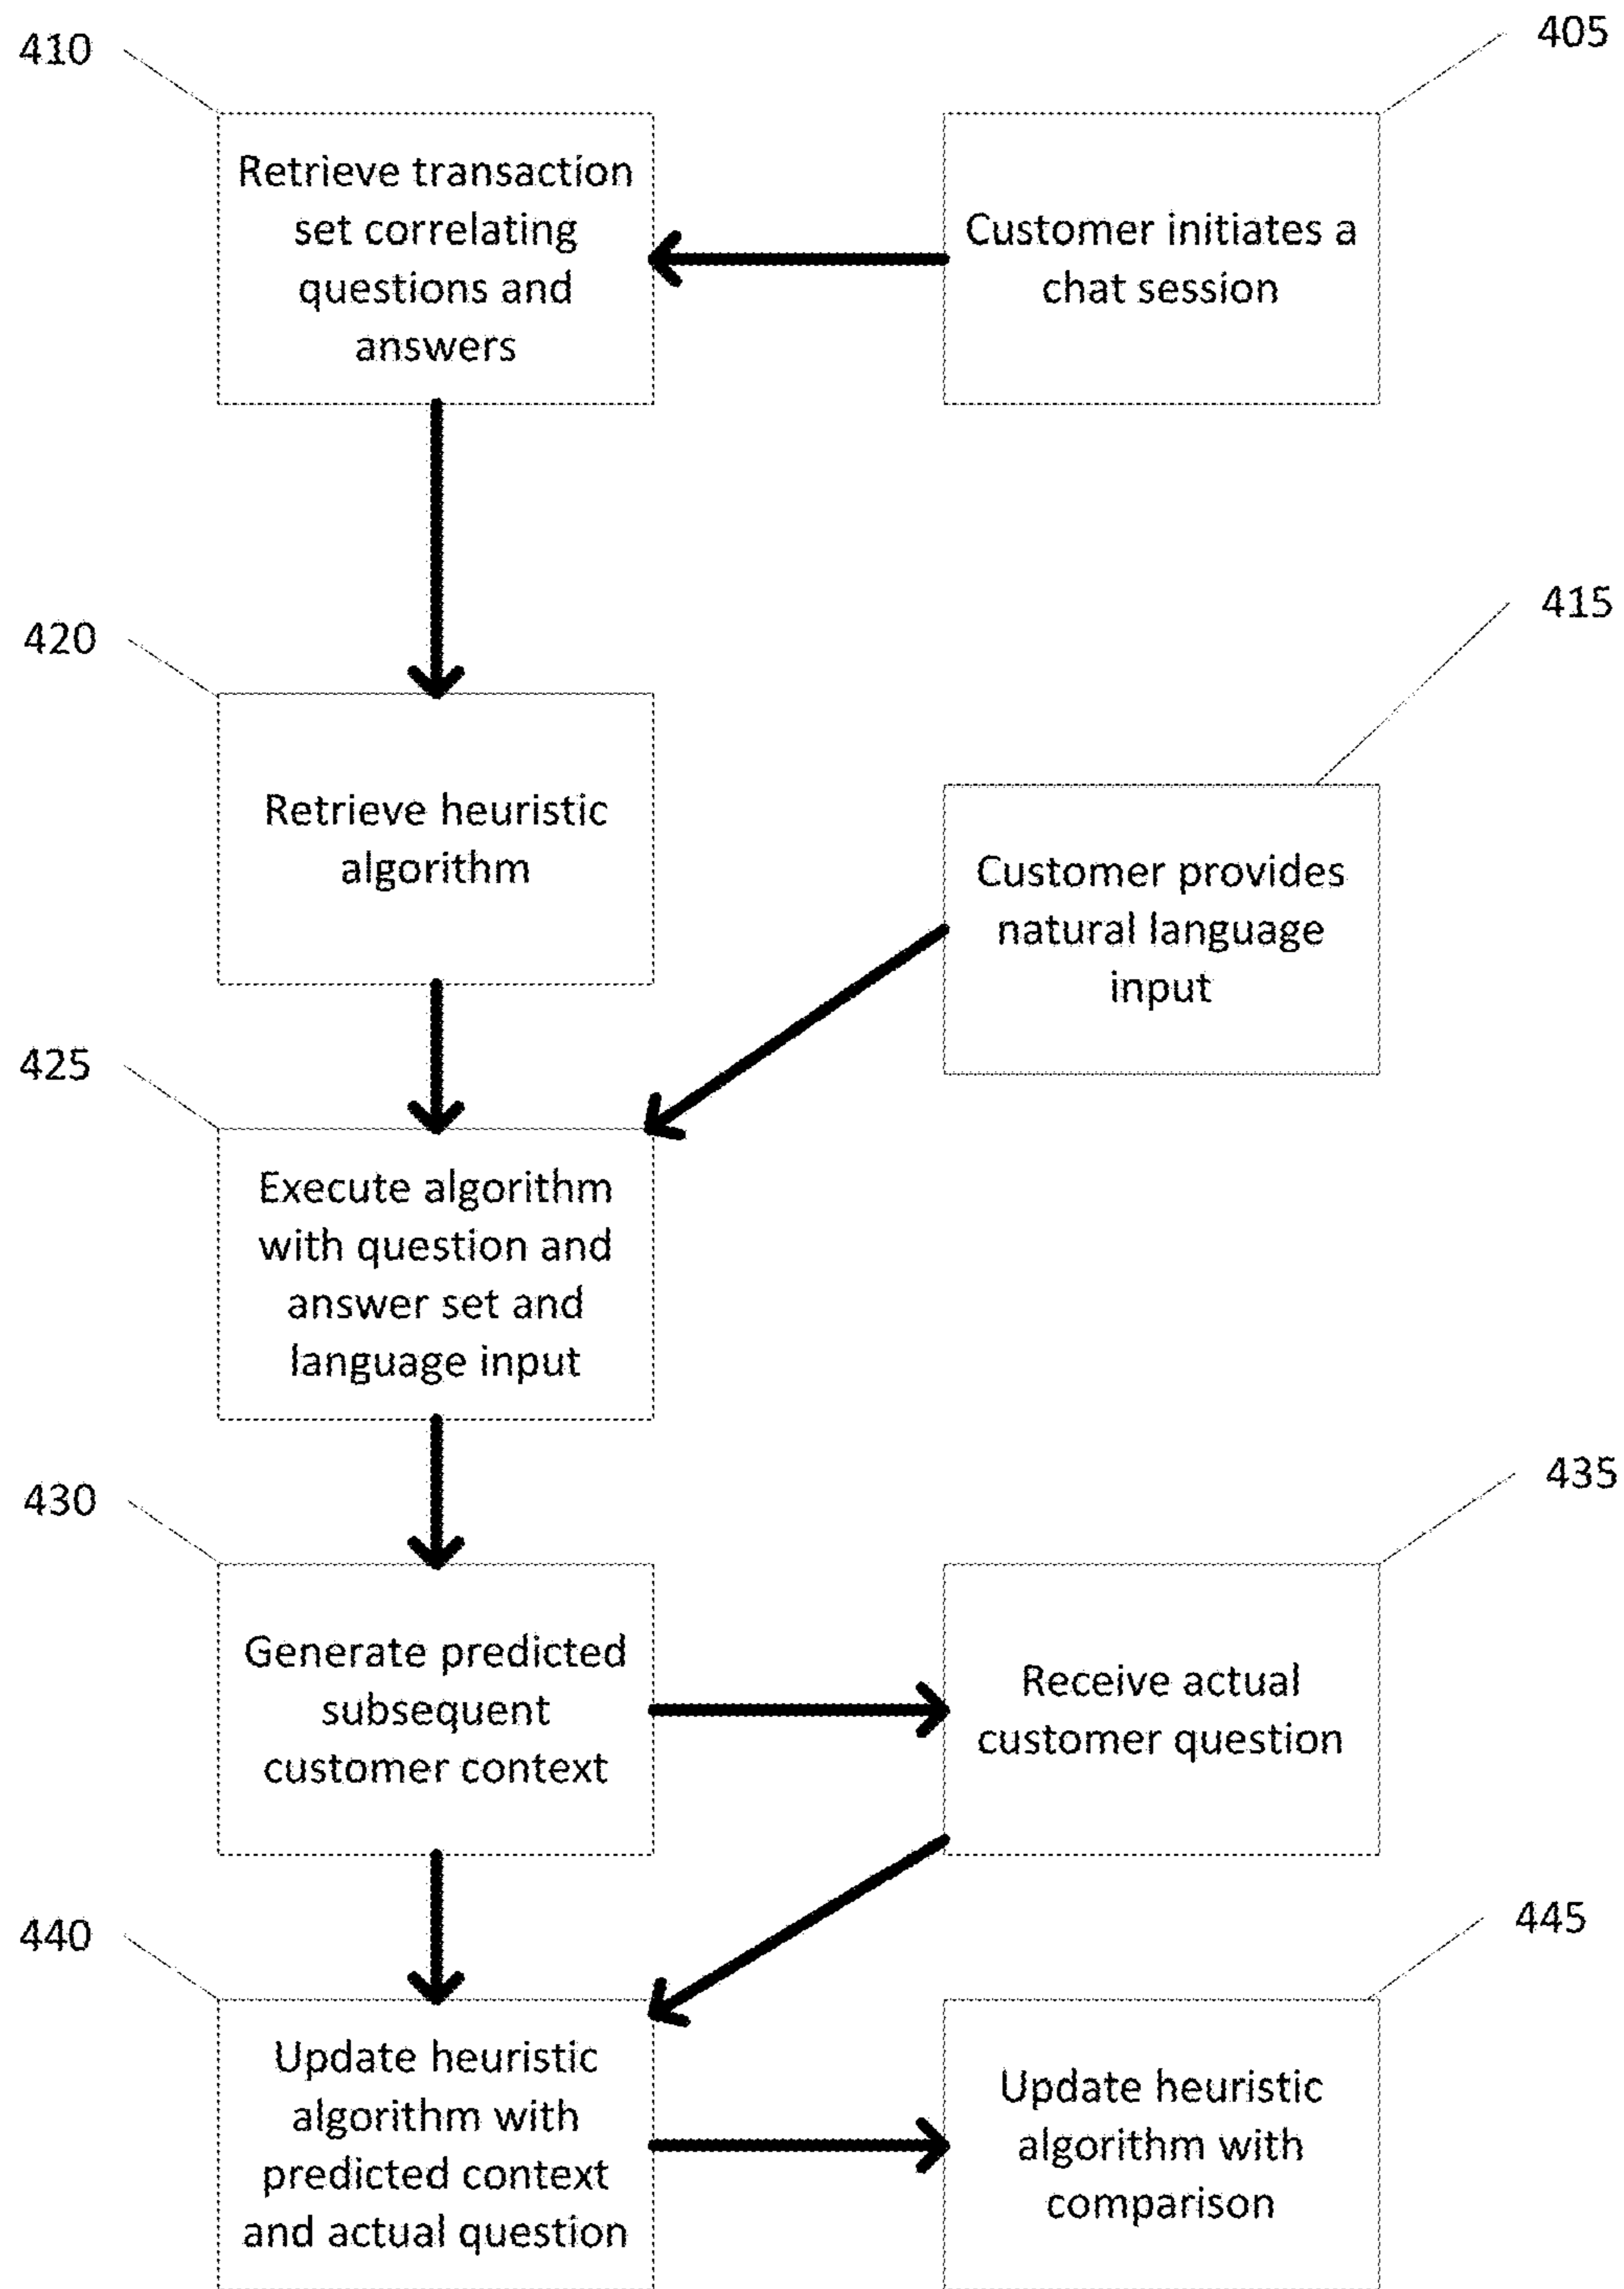 410
405
Retrieve transaction
set correlating
questions and
answers
Customer initiates a
chat session
420
415
Retrieve heuristic
algorithm
Customer provides
natural language
input
425
Execute algorithm
with question and
answer set and
language input
430
435
Generate predicted
subsequent
customer context
Receive actual
customer question
440
445
Update heuristic
algorithm with
predicted context
and actual question
Update heuristic
algorithm with
comparison